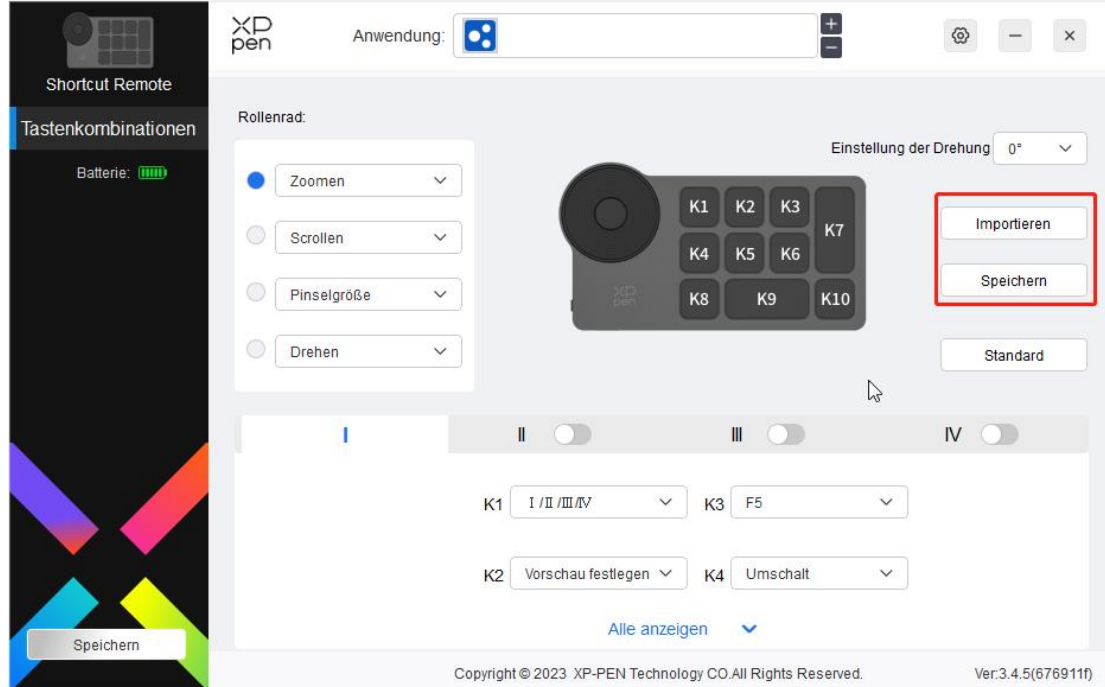 Shortcut Remote
Tastenkombinationen
Batterie:
Speichern
XP
pen
Anwendung:
+
−
Rollenrad:
Zoomen
Scrollen
Pinselgröße
Drehen
Einstellung der Drehung 0°
K1 K2 K3
K7
K4 K5 K6
K8 K9 K10
XP
pen
Importieren
Speichern
Standard
I II III IV
K1 Ⅰ/Ⅱ/Ⅲ/Ⅳ K3 F5
K2 Vorschau festlegen K4 Umschalt
Alle anzeigen
Copyright © 2023 XP-PEN Technology CO.All Rights Reserved. Ver:3.4.5(676911f)